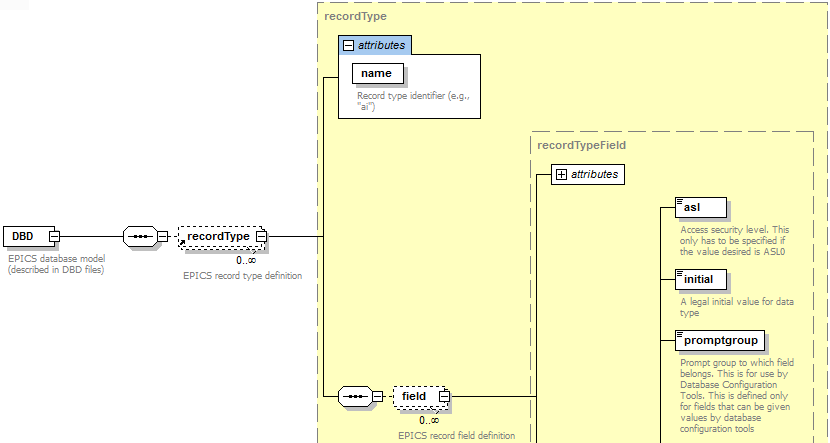 recordType
attributes
name
Record type identifier (e.g.,
"ai")
recordTypeField
attributes
DBD
EPICS database model
(described in DBD files)
recordType
0..∞
EPICS record type definition
asl
Access security level. This
only has to be specified if
the value desired is ASL0
initial
A legal initial value for data
type
promptgroup
Prompt group to which field
belongs. This is for use by
Database Configuration
Tools. This is defined only
for fields that can be given
values by database
configuration tools
field
0..∞
EPICS record field definition